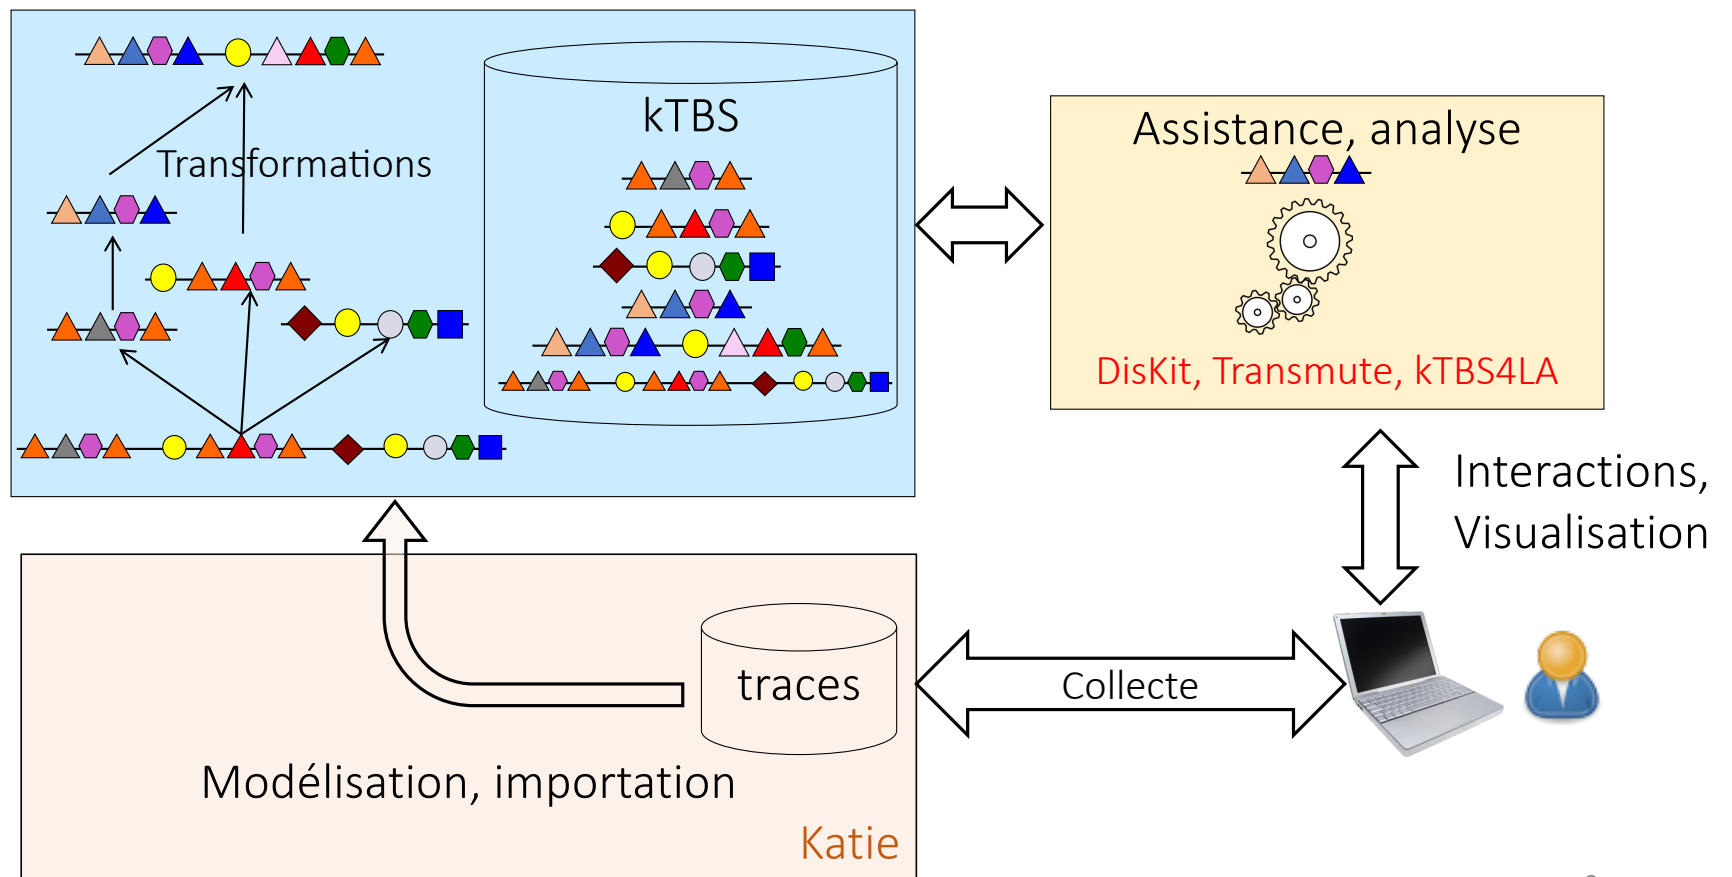 kTBS
Transformations
Assistance, analyse
DisKit, Transmute, kTBS4LA
Interactions,
Visualisation
traces
Collecte
Modélisation, importation
Katie